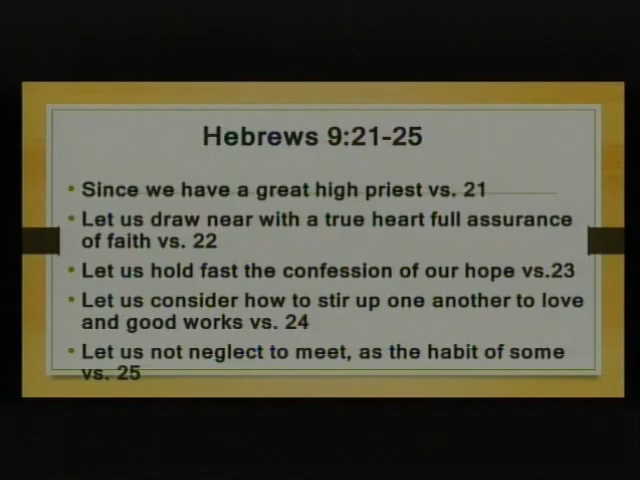 Hebrews 9:21-25
• Since we have a great high priest vs. 21
• Let us draw near with a true heart full assurance
of faith vs. 22
• Let us hold fast the confession of our hope vs.23
• Let us consider how to stir up one another to love
and good works vs. 24
• Let us not neglect to meet, as the habit of some
vs. 25